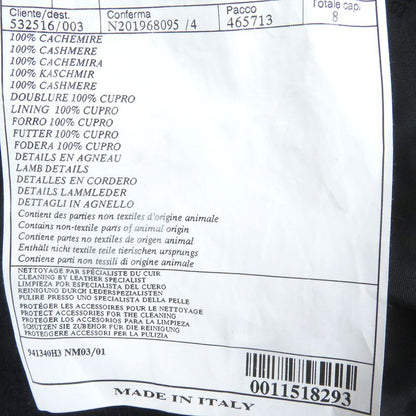 Cliente/dest. Conferma Pacco Totale capi
532516/003 N201968095 /4 465713 8
100% CACHEMIRE
100% CASHMERE
100% CACHEMIRA
100% KASCHMIR
100% CASHMERE
DOUBLURE 100% CUPRO
LINING 100% CUPRO
FORRO 100% CUPRO
FUTTER 100% CUPRO
FODERA 100% CUPRO
DETAILS EN AGNEAU
LAMB DETAILS
DETALLES EN CORDERO
DETAILS LAMMLEDER
DETTAGLI IN AGNELLO
Contient des parties non textiles d'origine animale
Contains non-textile parts of animal origin
Contiene partes no textiles de origen animal
Enthält nicht textile teile tierischen ursprungs
Contiene parti non tessili di origine animale
NETTOYAGE PAR SPÉCIALISTE DU CUIR
CLEANING BY LEATHER SPECIALIST
LIMPIEZA POR ESPECIALISTA DEL CUERO
REINIGUNG DURCH LEDERSPEZIALISTEN
PULIRE PRESSO UNO SPECIALISTA DELLA PELLE
PROTÉGER LES ACCESSOIRES POUR LE NETTOYAGE
PROTECT ACCESSORIES FOR THE CLEANING
PROTEGER LOS ACCESORIOS PARA LA LIMPIEZA
SCHÜTZEN SIE ZUBEHÖR FÜR DIE REINIGUNG
PROTEGGERE ACCESSORI PER LA PULIZIA
941340H3 NM03/01
0011518293
MADE IN ITALY